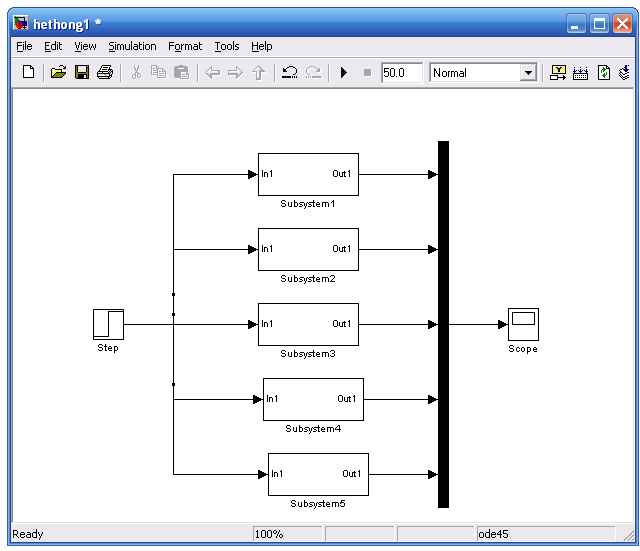 hethong1 *
File Edit View Simulation Format Tools Help
50.0 Normal
In1 Out1
Subsystem1
In1 Out1
Subsystem2
In1 Out1
Step
Subsystem3
Scope
In1 Out1
Subsystem4
In1 Out1
Subsystem5
Ready 100% ode45